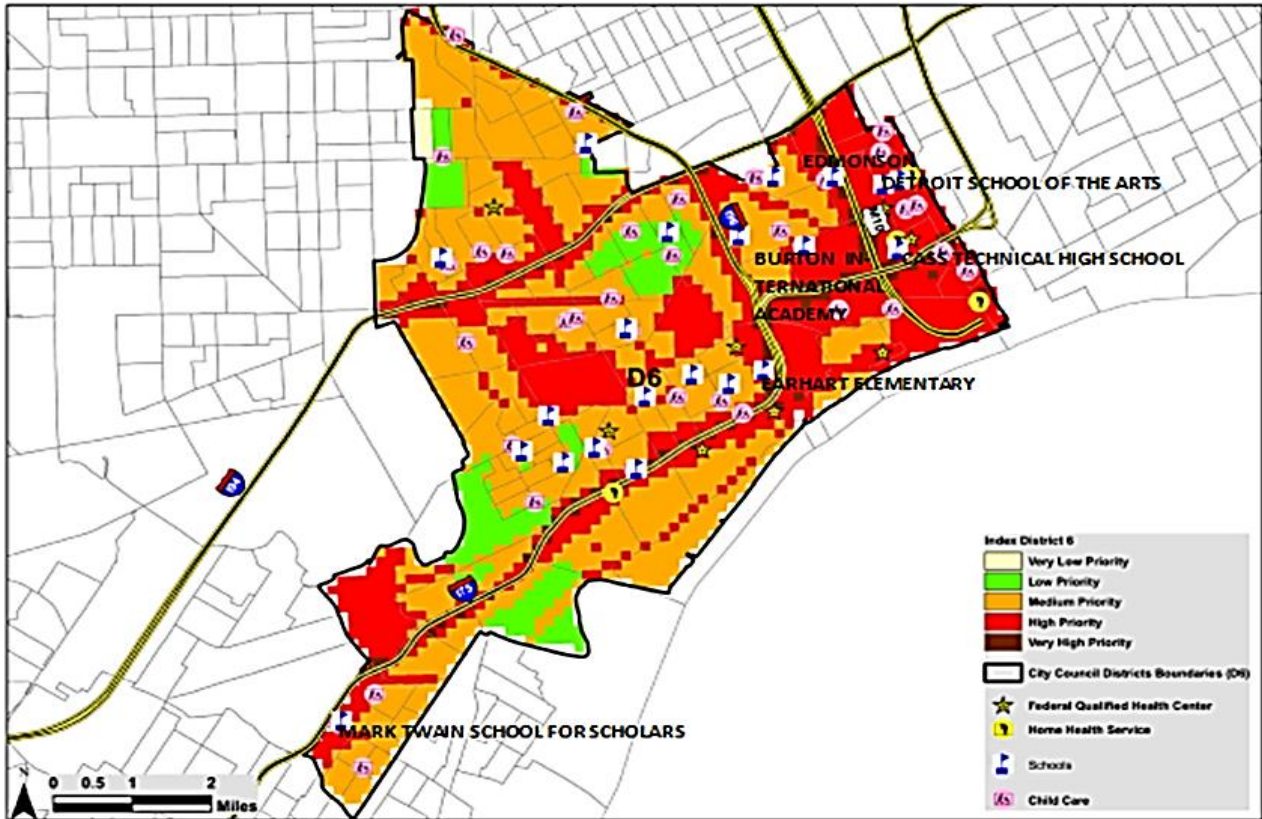 EDMONSON
DETROIT SCHOOL OF THE ARTS
M10
BURTON IN-
CASS TECHNICAL HIGH SCHOOL
TERNATIONAL
ACADEMY
D6
EARHART ELEMENTARY
I94
I75
MARK TWAIN SCHOOL FOR SCHOLARS
Index District 6
Very Low Priority
Low Priority
Medium Priority
High Priority
Very High Priority
City Council Districts Boundaries (D6)
Federal Qualified Health Center
Home Health Service
Schools
Child Care
N
0 0.5 1 2
Miles